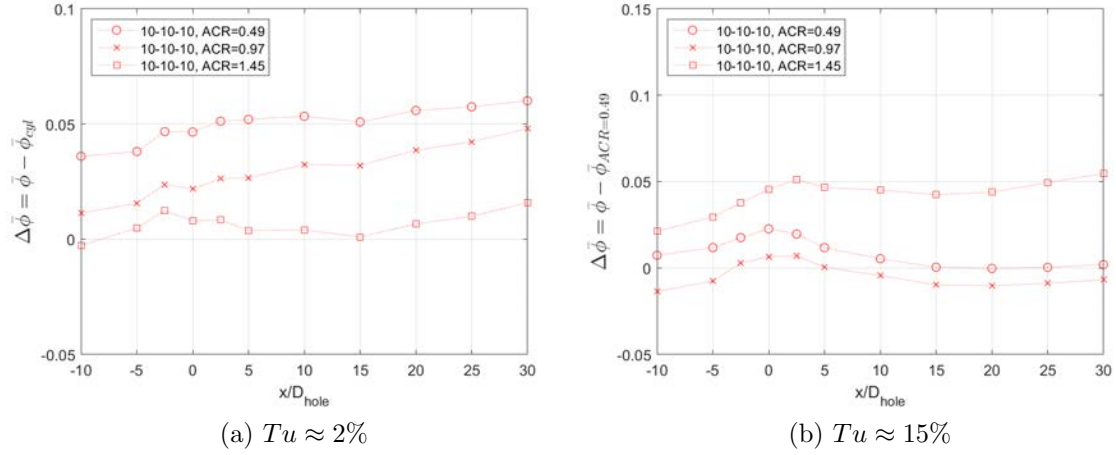 0.1
0.05
0
-0.05
10-10-10, ACR=0.49
10-10-10, ACR=0.97
10-10-10, ACR=1.45
Δφ̄ = φ̄ − φ̄cyl
-10 -5 0 5 10 15 20 25 30
x/Dhole
(a) Tu ≈ 2%
0.15
0.1
0.05
0
-0.05
10-10-10, ACR=0.49
10-10-10, ACR=0.97
10-10-10, ACR=1.45
Δφ̄ = φ̄ − φ̄ACR=0.49
-10 -5 0 5 10 15 20 25 30
x/Dhole
(b) Tu ≈ 15%